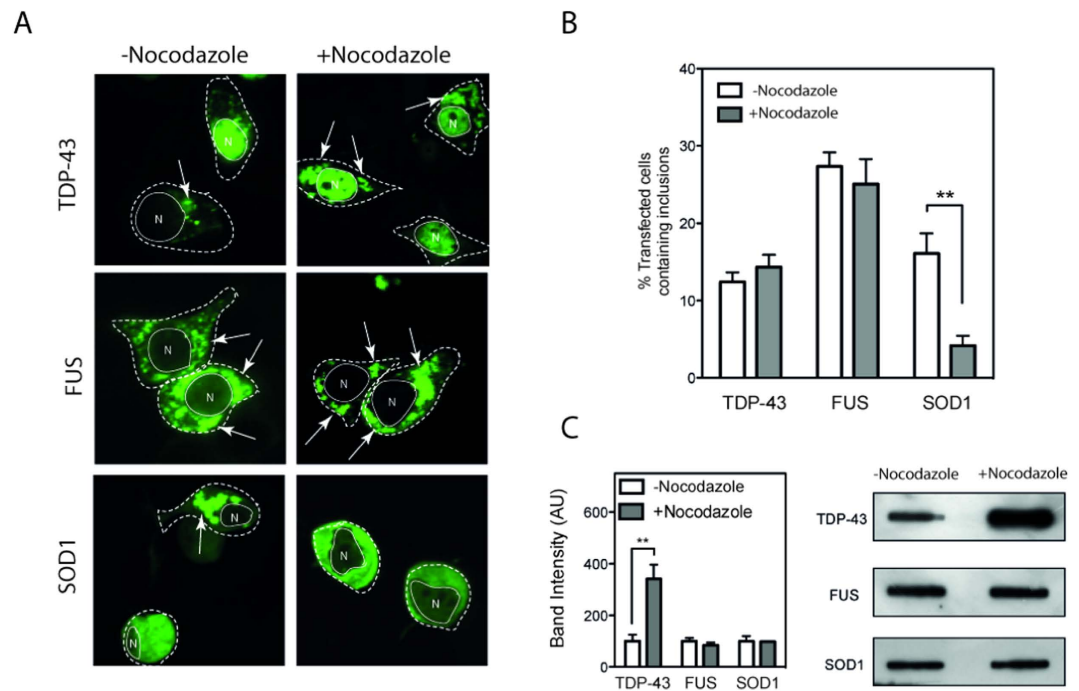 A
-Nocodazole +Nocodazole
TDP-43
N
N
N
N
N
FUS
N
N
N
N
SOD1
N
N
N
N
B
% Transfected cells
containing inclusions
40
30
20
10
0
-Nocodazole
+Nocodazole
**
TDP-43 FUS SOD1
C
Band Intensity (AU)
600
400
200
0
-Nocodazole
+Nocodazole
**
TDP-43 FUS SOD1
-Nocodazole +Nocodazole
TDP-43
FUS
SOD1